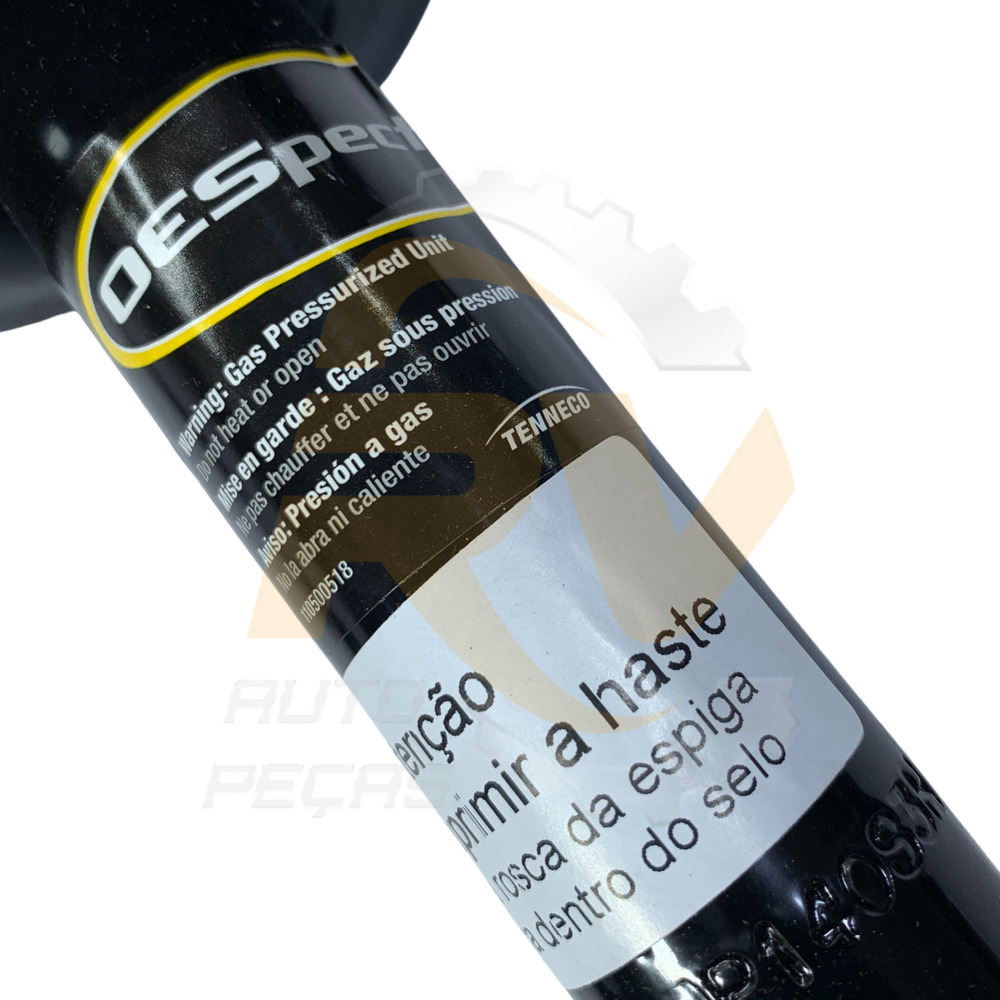 OESpect
Warning: Gas Pressurized Unit
Do not heat or open
Mise en garde : Gaz sous pression
Ne pas chauffer et ne pas ouvrir
Aviso: Presión a gas
No la abra ni caliente
110500518
TENNECO
enção
primir a haste
rosca da espiga
a dentro do selo
AUTO
PEÇAS